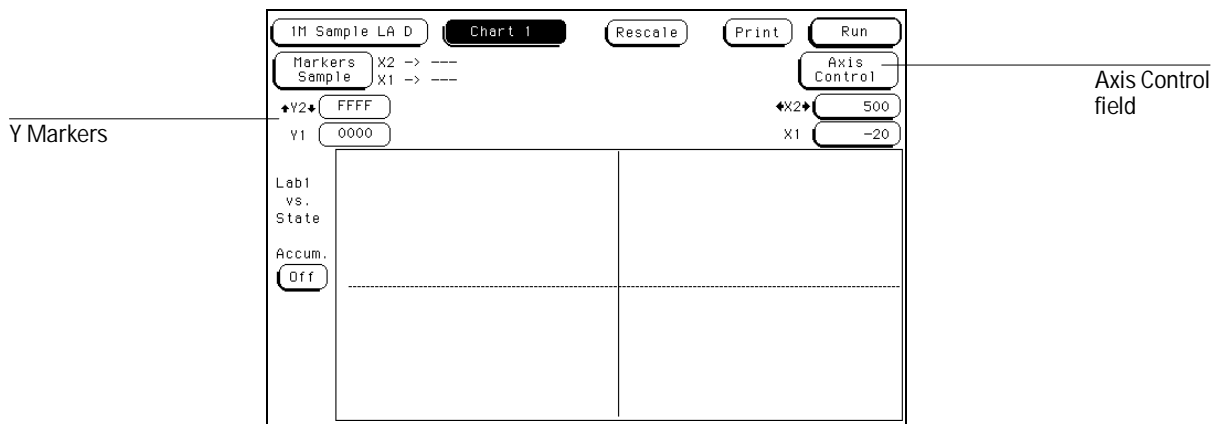 1M Sample LA D
Chart 1
Rescale
Print
Run
Markers
Sample
X2 -> ---
X1 -> ---
Axis
Control
Axis Control
field
Y2
FFFF
X2
500
Y Markers
Y1
0000
X1
-20
Lab1
vs.
State
Accum.
Off